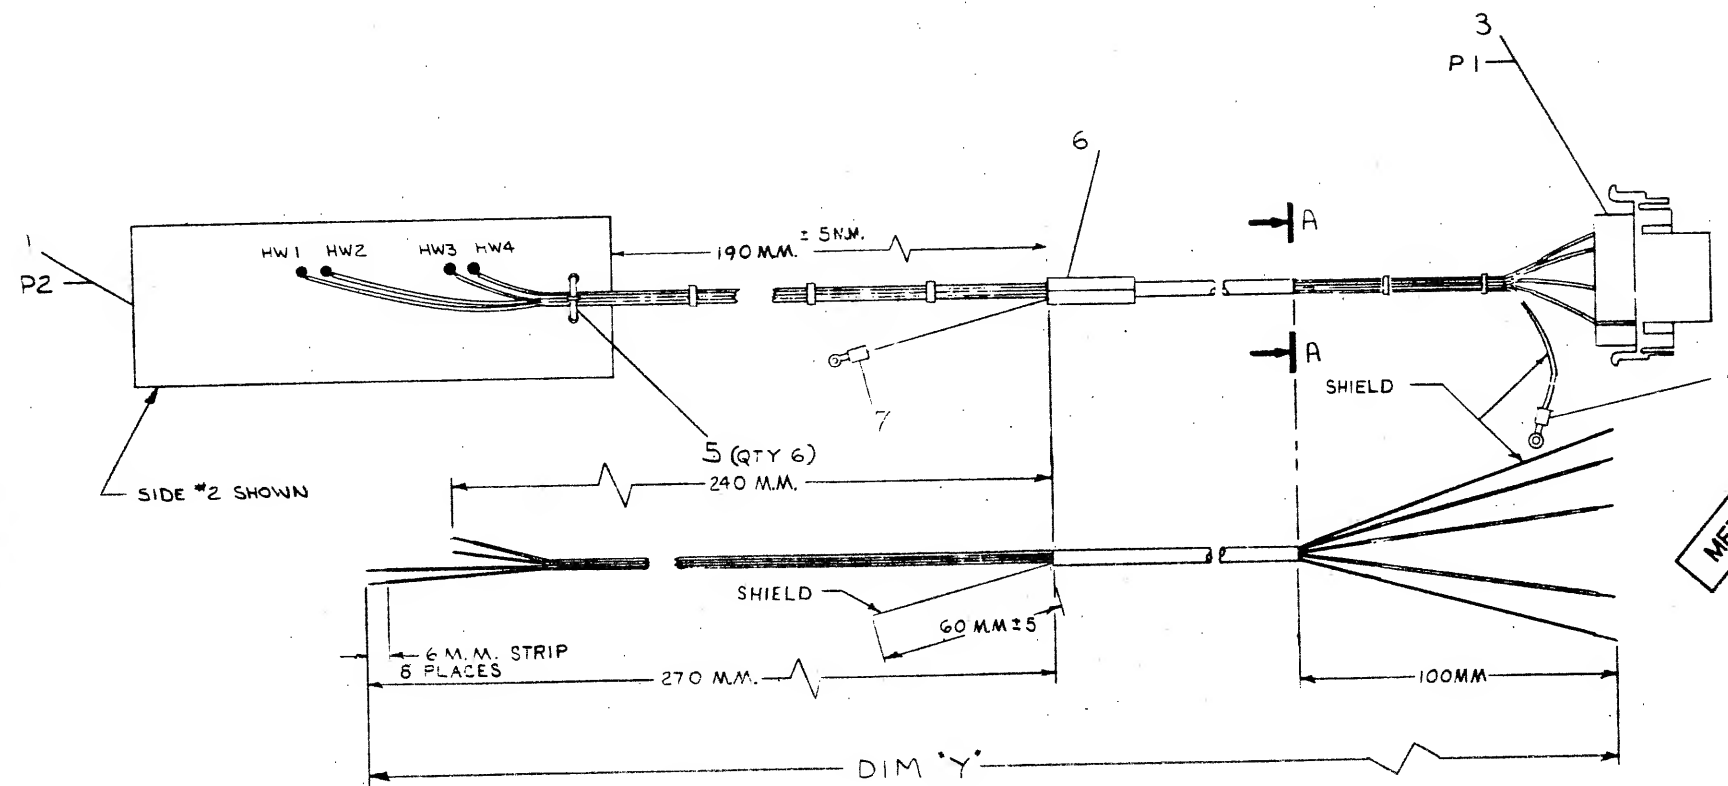 3
P1
6
A
1
P2
HW1 HW2 HW3 HW4
190 MM. ± 5 M.M.
A
7
SHIELD
5 (QTY 6)
240 M.M.
SIDE #2 SHOWN
SHIELD
60 MM ±5
6 M.M. STRIP
8 PLACES
270 M.M.
100MM
DIM "Y"